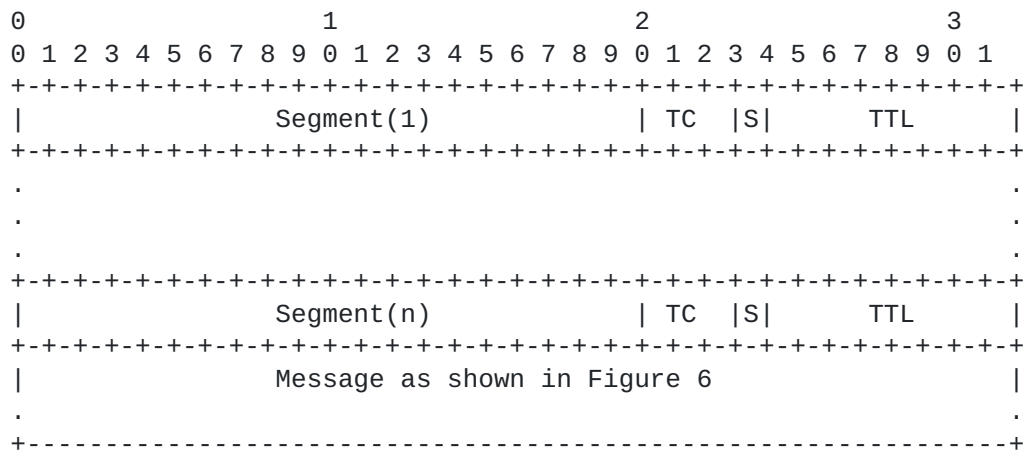 0                   1                   2                   3
0 1 2 3 4 5 6 7 8 9 0 1 2 3 4 5 6 7 8 9 0 1 2 3 4 5 6 7 8 9 0 1
+-+-+-+-+-+-+-+-+-+-+-+-+-+-+-+-+-+-+-+-+-+-+-+-+-+-+-+-+-+-+-+-+
|                Segment(1)             | TC  |S|      TTL      |
+-+-+-+-+-+-+-+-+-+-+-+-+-+-+-+-+-+-+-+-+-+-+-+-+-+-+-+-+-+-+-+-+
.                                                               .
.                                                               .
.                                                               .
+-+-+-+-+-+-+-+-+-+-+-+-+-+-+-+-+-+-+-+-+-+-+-+-+-+-+-+-+-+-+-+-+
|                Segment(n)             | TC  |S|      TTL      |
+-+-+-+-+-+-+-+-+-+-+-+-+-+-+-+-+-+-+-+-+-+-+-+-+-+-+-+-+-+-+-+-+
|                Message as shown in Figure 6                   |
.                                                               .
+---------------------------------------------------------------+